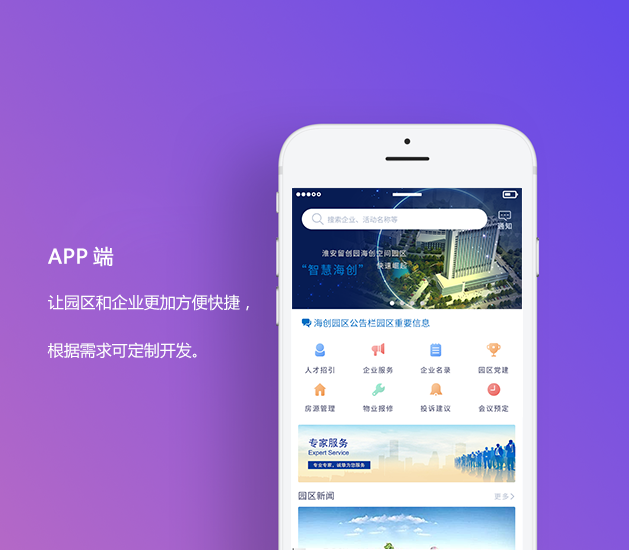 APP 端
让园区和企业更加方便快捷，
根据需求可定制开发。
搜索企业、活动名称等
通知
淮安留创园海创空间园区
“智慧海创”
快速崛起
海创园区公告栏园区重要信息
人才招引
企业服务
企业名录
园区党建
房源管理
物业报修
投诉建议
会议预定
专家服务
Expert Service
专业专家，诚挚为您服务
园区新闻
更多